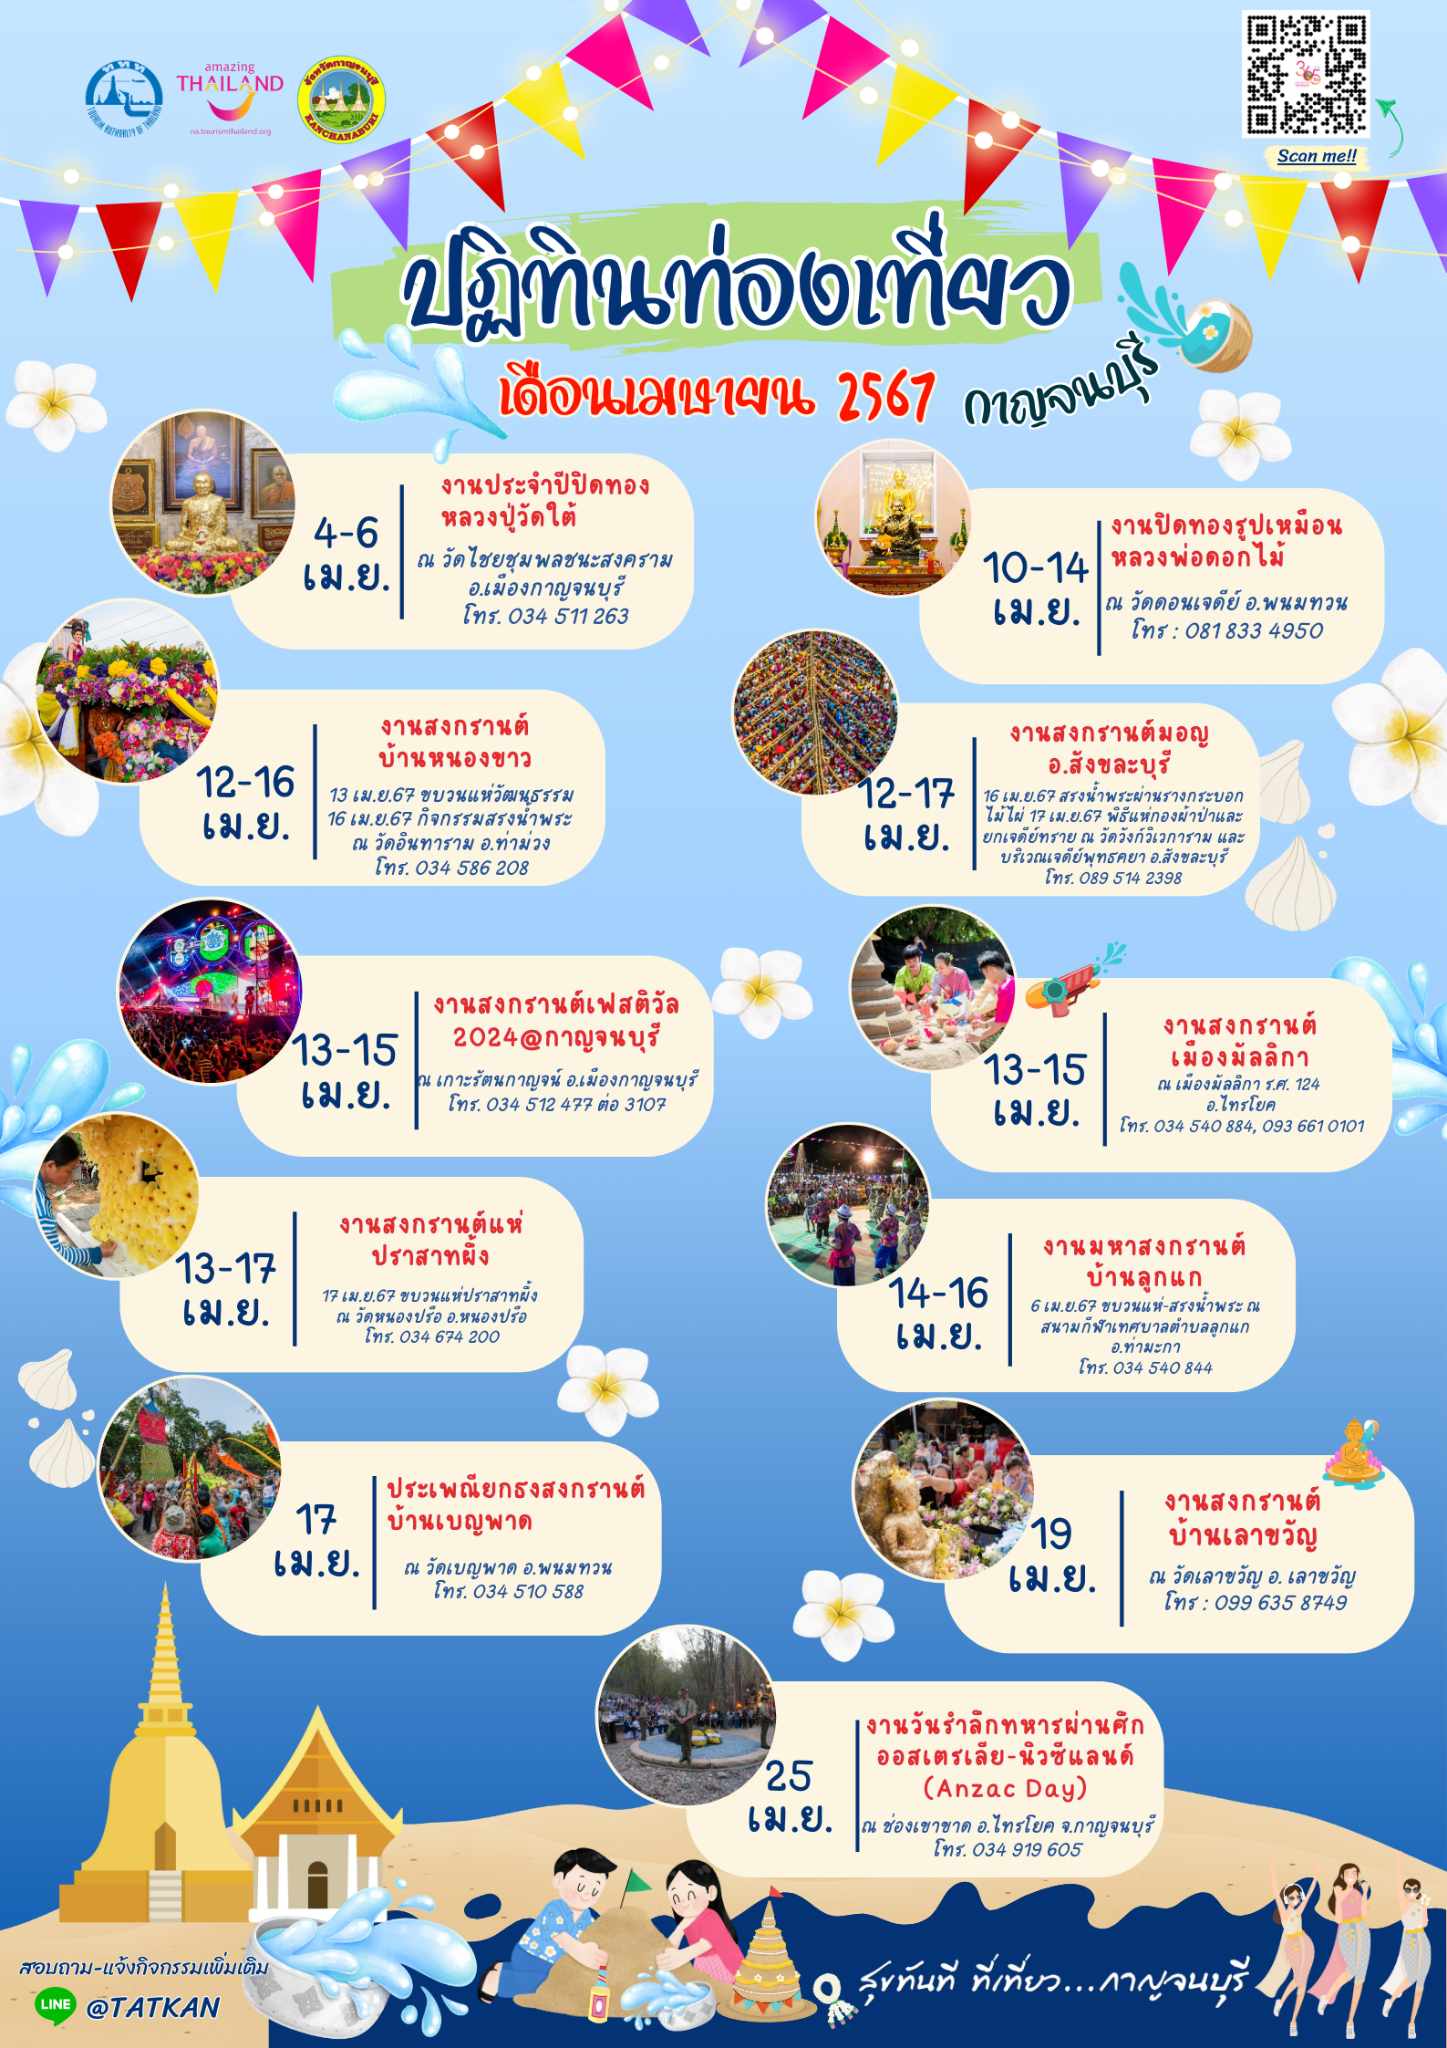 ททท
TOURISM AUTHORITY OF THAILAND
amazing
THAILAND
na.tourismthailand.org
จังหวัดกาญจนบุรี
KANCHANABURI
365
Scan me!!
ปฏิทินท่องเที่ยว
เดือนเมษายน 2567 กาญจนบุรี
4-6
เม.ย.
งานประจำปีปิดทอง
หลวงปู่วัดใต้
ณ วัดไชยชุมพลชนะสงคราม
อ.เมืองกาญจนบุรี
โทร. 034 511 263
10-14
เม.ย.
งานปิดทองรูปเหมือน
หลวงพ่อดอกไม้
ณ วัดดอนเจดีย์ อ.พนมทวน
โทร : 081 833 4950
12-16
เม.ย.
งานสงกรานต์
บ้านหนองขาว
13 เม.ย.67 ขบวนแห่วัฒนธรรม
16 เม.ย.67 กิจกรรมสรงน้ำพระ
ณ วัดอินทาราม อ.ท่าม่วง
โทร. 034 586 208
12-17
เม.ย.
งานสงกรานต์มอญ
อ.สังขละบุรี
16 เม.ย.67 สรงน้ำพระผ่านรางกระบอก
ไม้ไผ่ 17 เม.ย.67 พิธีแห่กองผ้าป่าและ
ยกเจดีย์ทราย ณ วัดวังก์วิเวการาม และ
บริเวณเจดีย์พุทธคยา อ.สังขละบุรี
โทร. 089 514 2398
13-15
เม.ย.
งานสงกรานต์เฟสติวัล
2024@กาญจนบุรี
ณ เกาะรัตนกาญจน์ อ.เมืองกาญจนบุรี
โทร. 034 512 477 ต่อ 3107
13-15
เม.ย.
งานสงกรานต์
เมืองมัลลิกา
ณ เมืองมัลลิกา ร.ศ. 124
อ.ไทรโยค
โทร. 034 540 884, 093 661 0101
13-17
เม.ย.
งานสงกรานต์แห่
ปราสาทผึ้ง
17 เม.ย.67 ขบวนแห่ปราสาทผึ้ง
ณ วัดหนองปรือ อ.หนองปรือ
โทร. 034 674 200
14-16
เม.ย.
งานมหาสงกรานต์
บ้านลูกแก
6 เม.ย.67 ขบวนแห่-สรงน้ำพระ ณ
สนามกีฬาเทศบาลตำบลลูกแก
อ.ท่ามะกา
โทร. 034 540 844
17
เม.ย.
ประเพณียกธงสงกรานต์
บ้านเบญพาด
ณ วัดเบญพาด อ.พนมทวน
โทร. 034 510 588
19
เม.ย.
งานสงกรานต์
บ้านเลาขวัญ
ณ วัดเลาขวัญ อ. เลาขวัญ
โทร : 099 635 8749
25
เม.ย.
งานวันรำลึกทหารผ่านศึก
ออสเตรเลีย-นิวซีแลนด์
(Anzac Day)
ณ ช่องเขาขาด อ.ไทรโยค จ.กาญจนบุรี
โทร. 034 919 605
สอบถาม-แจ้งกิจกรรมเพิ่มเติม
LINE @TATKAN
สุขทันที ที่เที่ยว...กาญจนบุรี